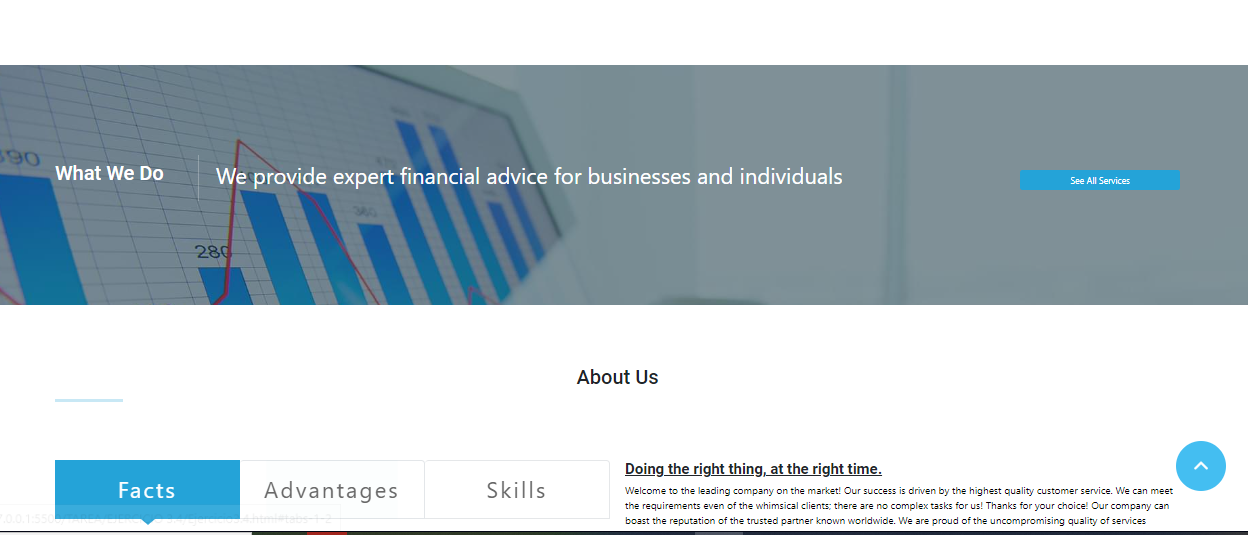 390
What We Do
We provide expert financial advice for businesses and individuals
See All Services
360
280
About Us
Facts
Advantages
Skills
Doing the right thing, at the right time.
Welcome to the leading company on the market! Our success is driven by the highest quality customer service. We can meet
the requirements even of the whimsical clients; there are no complex tasks for us! Thanks for your choice! Our company can
boast the reputation of the trusted partner known worldwide. We are proud of the uncompromising quality of services